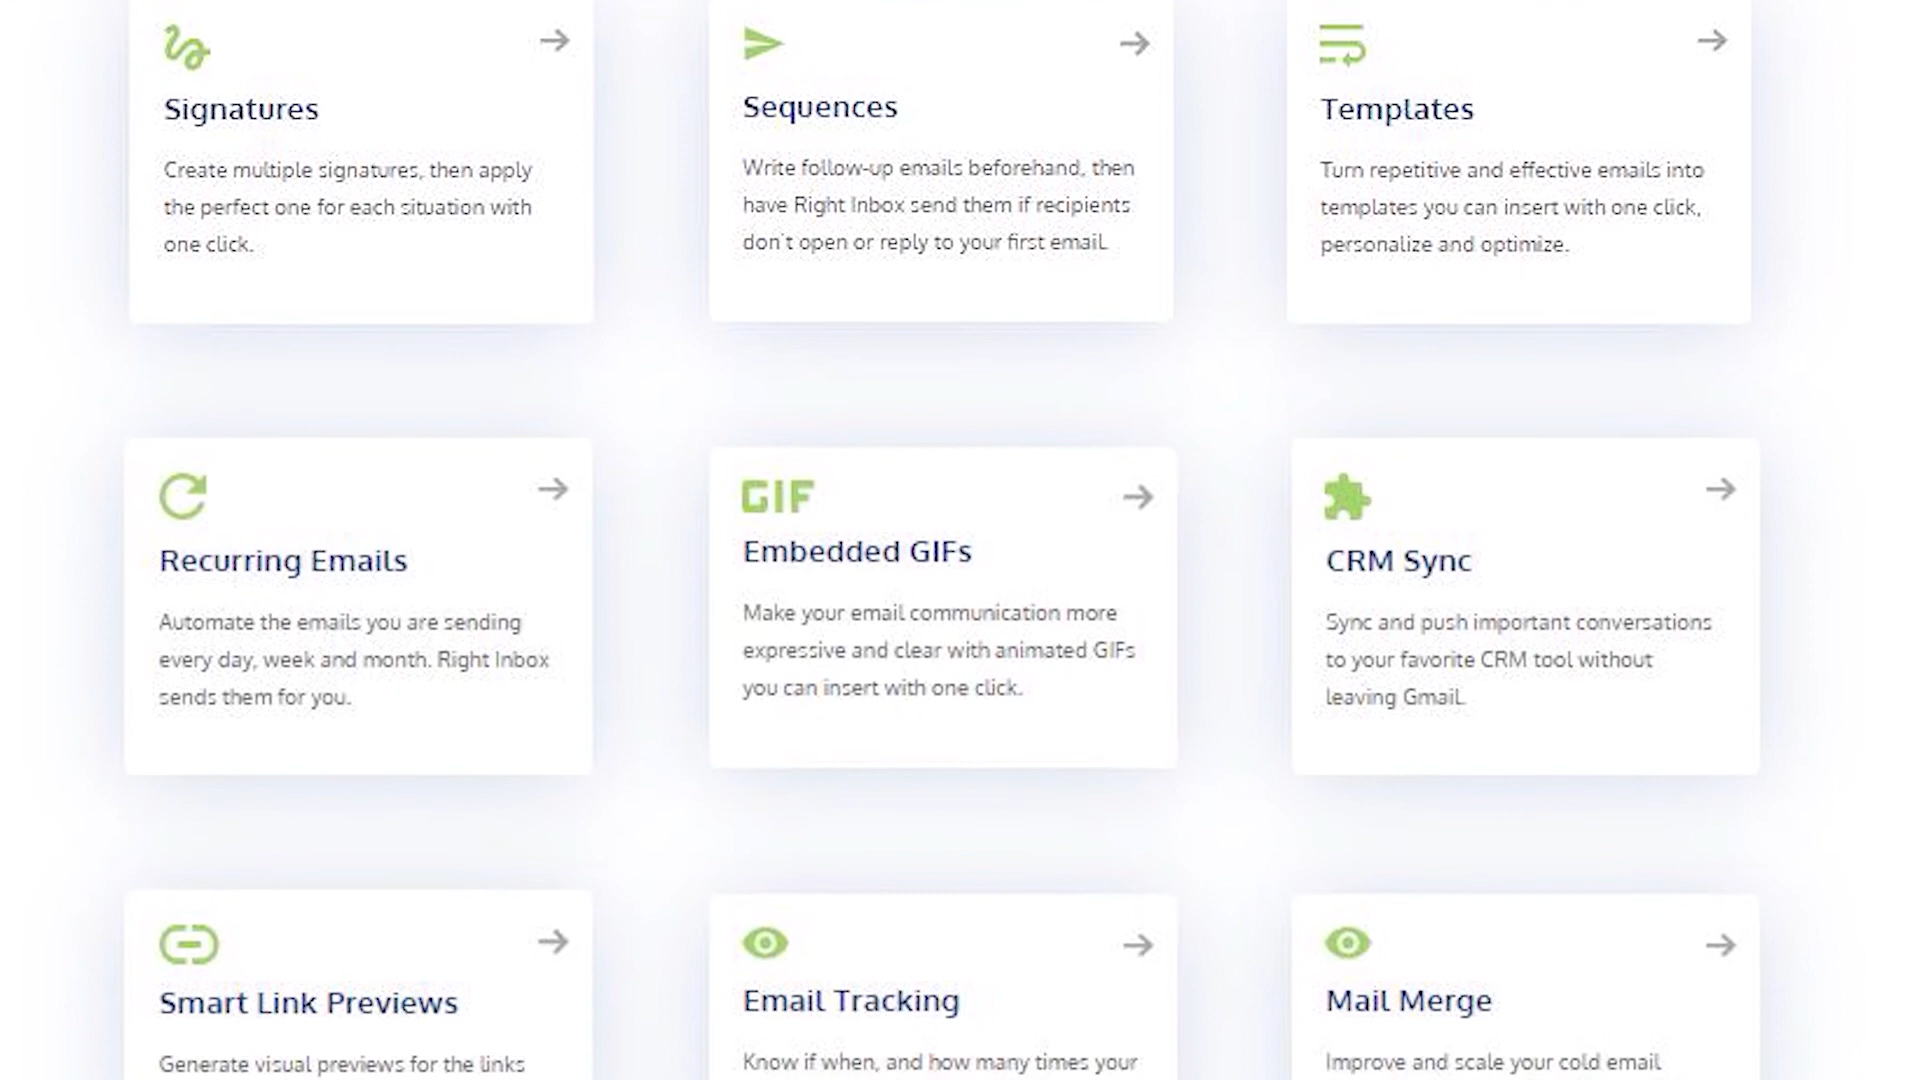 Signatures
Create multiple signatures, then apply
the perfect one for each situation with
one click.
Sequences
Write follow-up emails beforehand, then
have Right Inbox send them if recipients
don't open or reply to your first email.
Templates
Turn repetitive and effective emails into
templates you can insert with one click,
personalize and optimize.
Recurring Emails
Automate the emails you are sending
every day, week and month. Right Inbox
sends them for you.
GIF
Embedded GIFs
Make your email communication more
expressive and clear with animated GIFs
you can insert with one click.
CRM Sync
Sync and push important conversations
to your favorite CRM tool without
leaving Gmail.
Smart Link Previews
Generate visual previews for the links
Email Tracking
Know if when, and how many times your
Mail Merge
Improve and scale your cold email